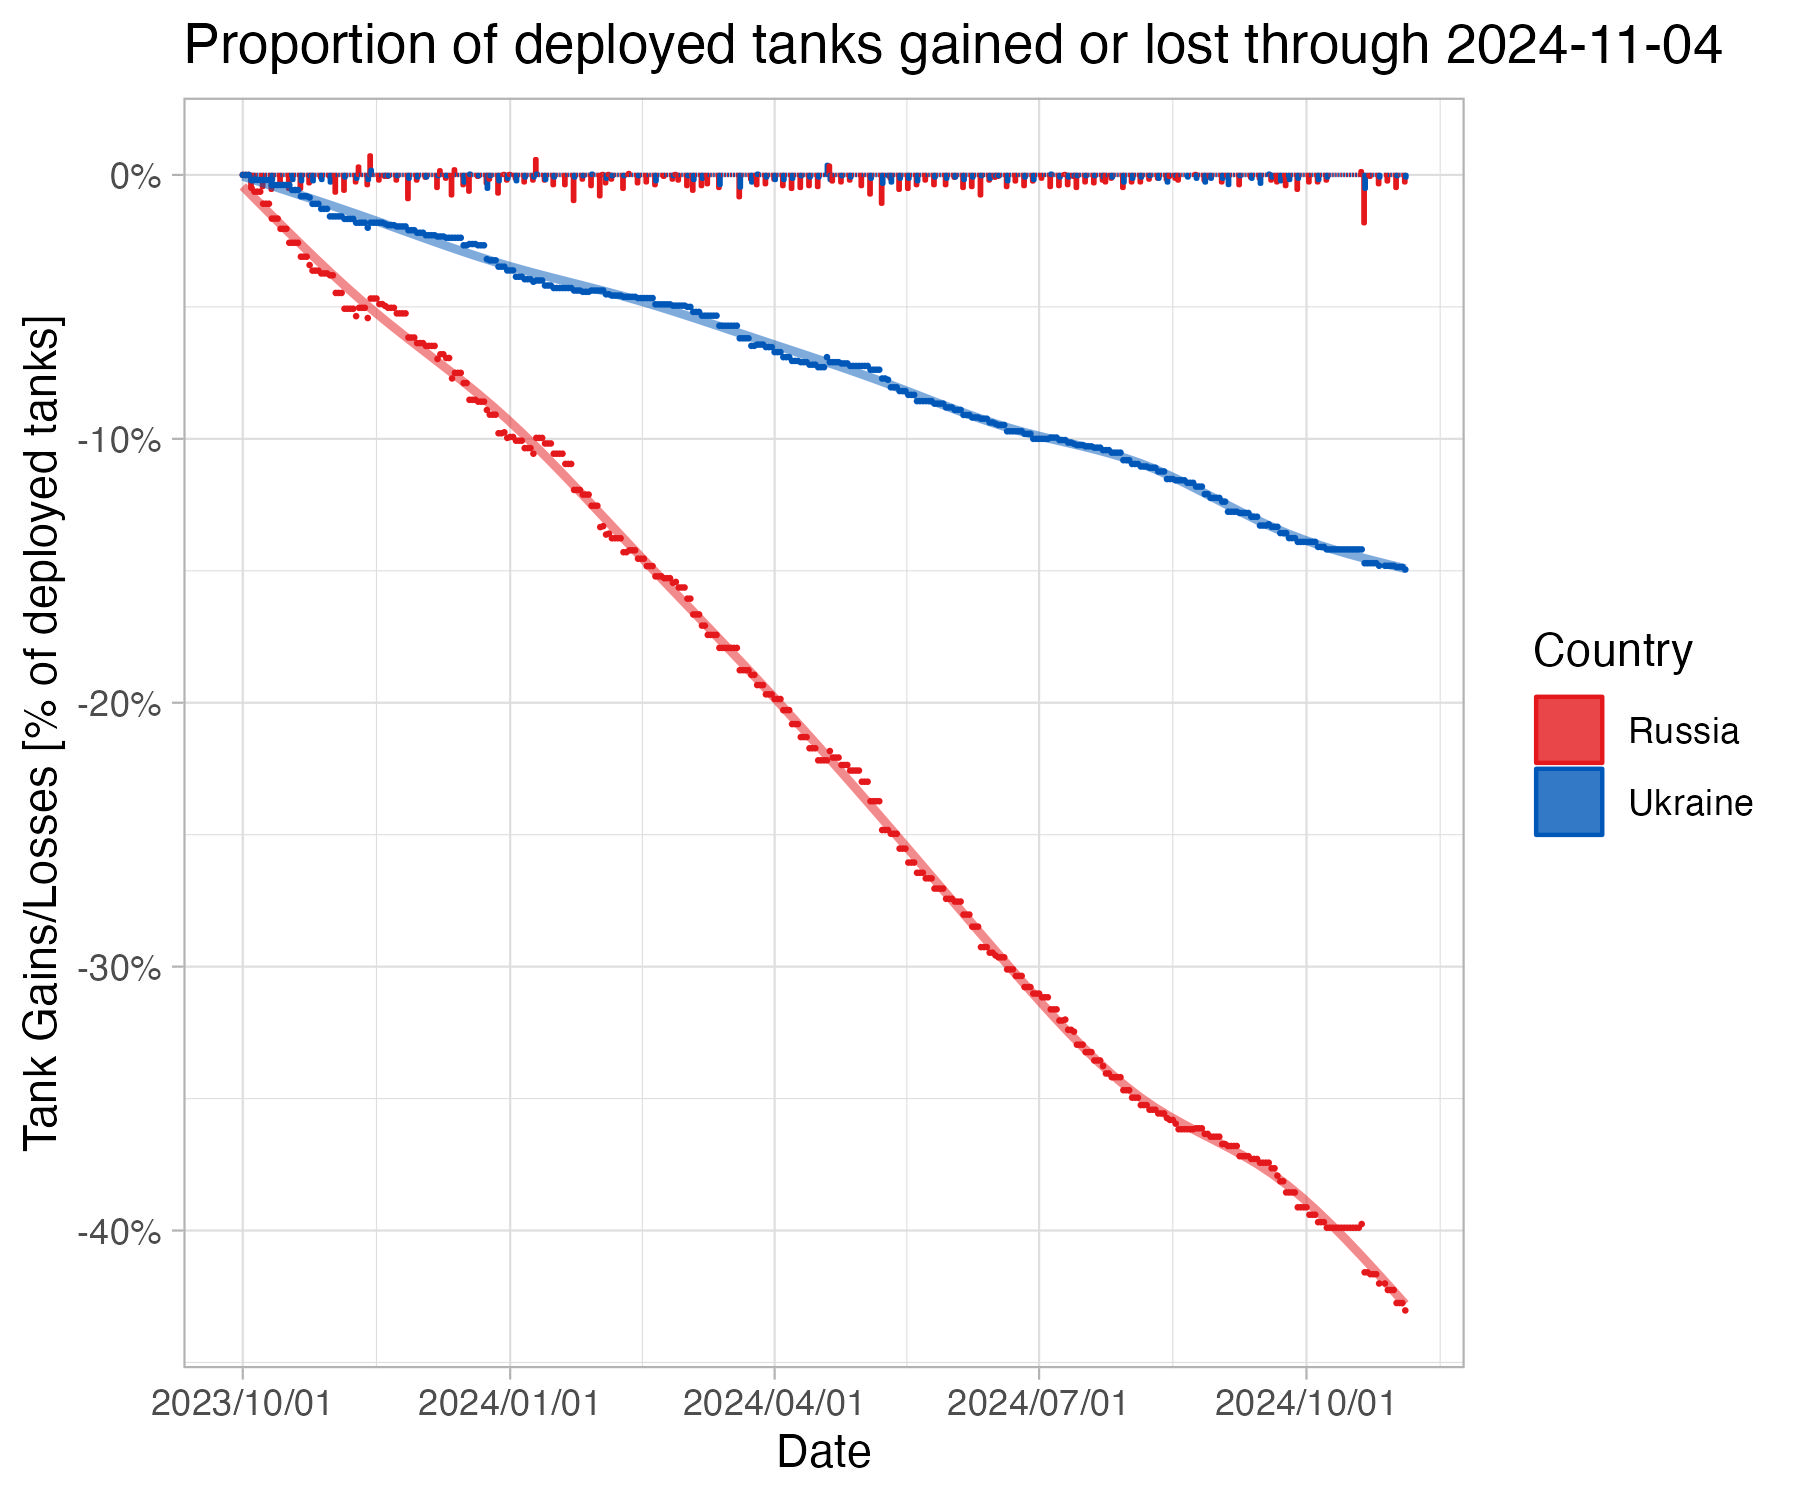 Proportion of deployed tanks gained or lost through 2024-11-04
Tank Gains/Losses [% of deployed tanks]
0%
-10%
-20%
-30%
-40%
2023/10/01
2024/01/01
2024/04/01
2024/07/01
2024/10/01
Date
Country
Russia
Ukraine